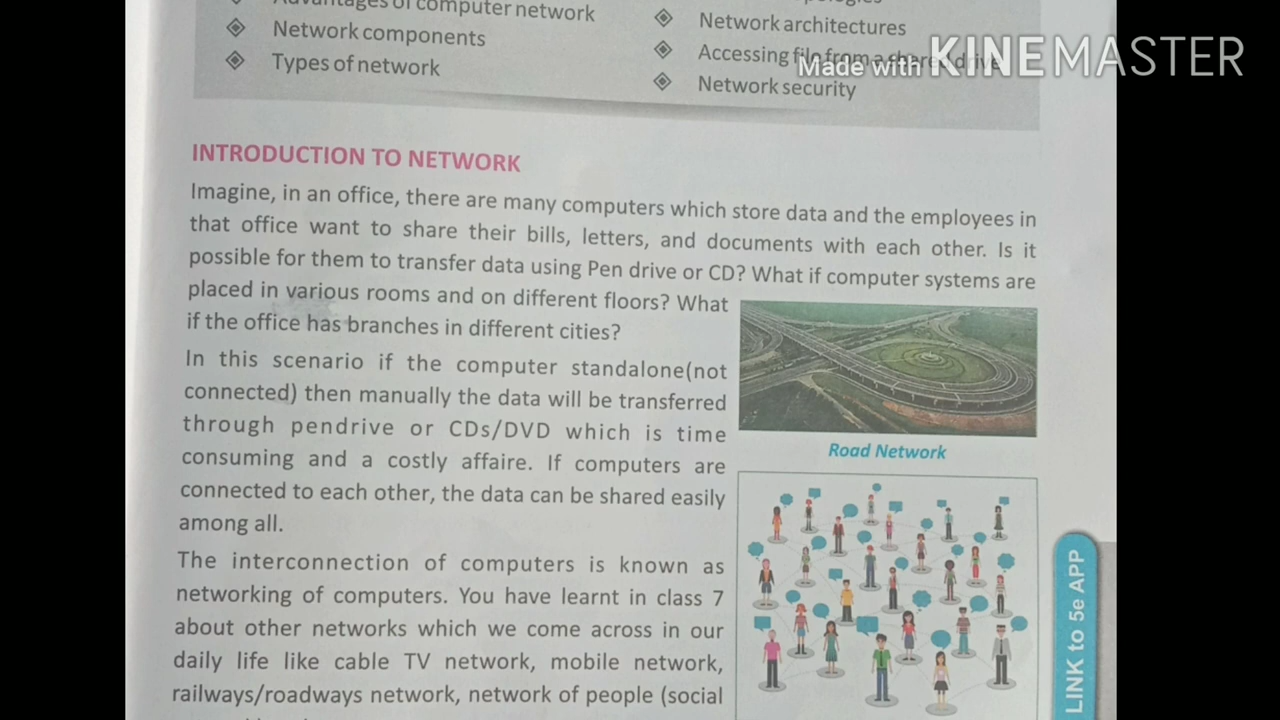 Advantages of computer network
Network components
Types of network
Network architectures
Accessing file from a shared drive
Network security
Made with KINEMASTER
INTRODUCTION TO NETWORK
Imagine, in an office, there are many computers which store data and the employees in
that office want to share their bills, letters, and documents with each other. Is it
possible for them to transfer data using Pen drive or CD? What if computer systems are
placed in various rooms and on different floors? What
if the office has branches in different cities?
In this scenario if the computer standalone(not
connected) then manually the data will be transferred
through pendrive or CDs/DVD which is time
consuming and a costly affaire. If computers are
connected to each other, the data can be shared easily
among all.
The interconnection of computers is known as
networking of computers. You have learnt in class 7
about other networks which we come across in our
daily life like cable TV network, mobile network,
railways/roadways network, network of people (social
Road Network
LINK to 5e APP